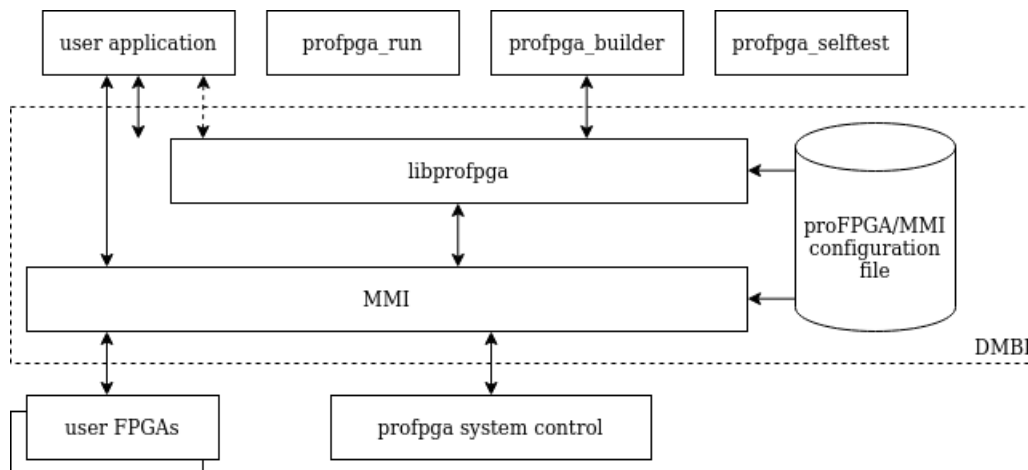 user application
profpga_run
profpga_builder
profpga_selftest
libprofpga
proFPGA/MMI
configuration
file
MMI
user FPGAs
profpga system control